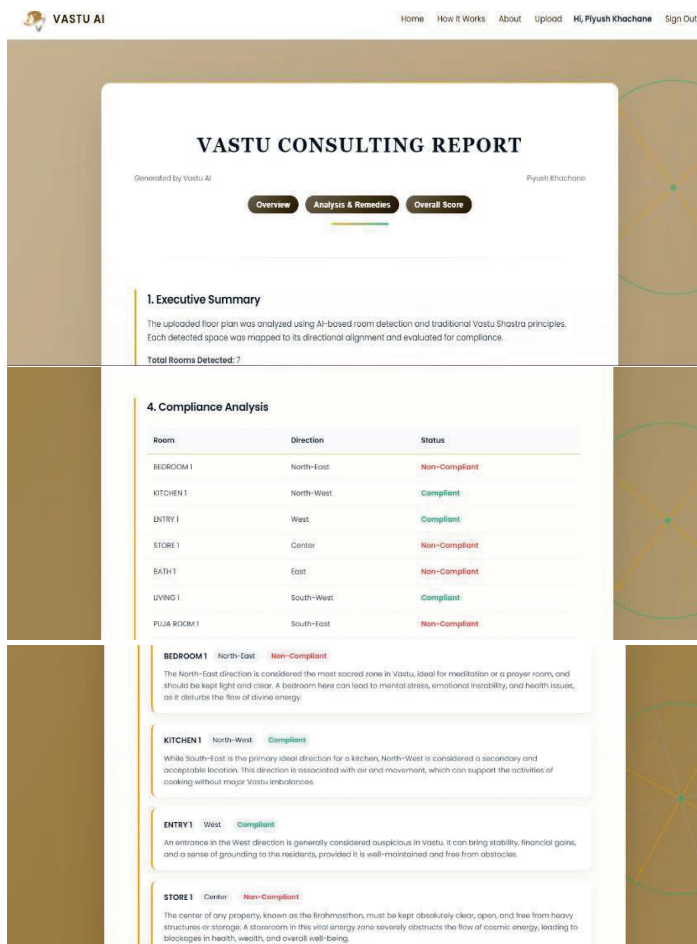 VASTU AI
Home How it Works About Upload Hi, Piyush Khachane Sign Out
VASTU CONSULTING REPORT
Generated by Vastu AI Piyush Khachane
Overview Analysis & Remedies Overall Score
1. Executive Summary
The uploaded floor plan was analyzed using AI-based room detection and traditional Vastu Shastra principles.
Each detected space was mapped to its directional alignment and evaluated for compliance.
Total Rooms Detected: 7
4. Compliance Analysis
Room Direction Status
BEDROOM 1 North-East Non-Compliant
KITCHEN 1 North-West Compliant
ENTRY 1 West Compliant
STORE 1 Center Non-Compliant
BATH 1 East Non-Compliant
LIVING 1 South-West Compliant
PUJA ROOM 1 South-East Non-Compliant
BEDROOM 1 North-East Non-Compliant
The North-East direction is considered the most sacred zone in Vastu, ideal for meditation or a prayer room, and
should be kept light and clear. A bedroom here can lead to mental stress, emotional instability, and health issues,
as it disturbs the flow of divine energy.
KITCHEN 1 North-West Compliant
While South-East is the primary ideal direction for a kitchen, North-West is considered a secondary and
acceptable location. This direction is associated with air and movement, which can support the activities of
cooking without major Vastu imbalances.
ENTRY 1 West Compliant
An entrance in the West direction is generally considered auspicious in Vastu. It can bring stability, financial gains,
and a sense of grounding to the residents, provided it is well-maintained and free from obstacles.
STORE 1 Center Non-Compliant
The center of any property, known as the Brahmasthan, must be kept absolutely clear, open, and free from heavy
structures or storage. A storeroom in this vital energy zone severely obstructs the flow of cosmic energy, leading to
blockages in health, wealth, and overall well-being.